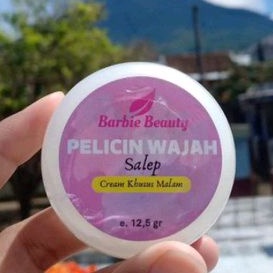 Barbie Beauty
PELICIN WAJAH
Salep
Cream Khusus Malam
e. 12,5 gr